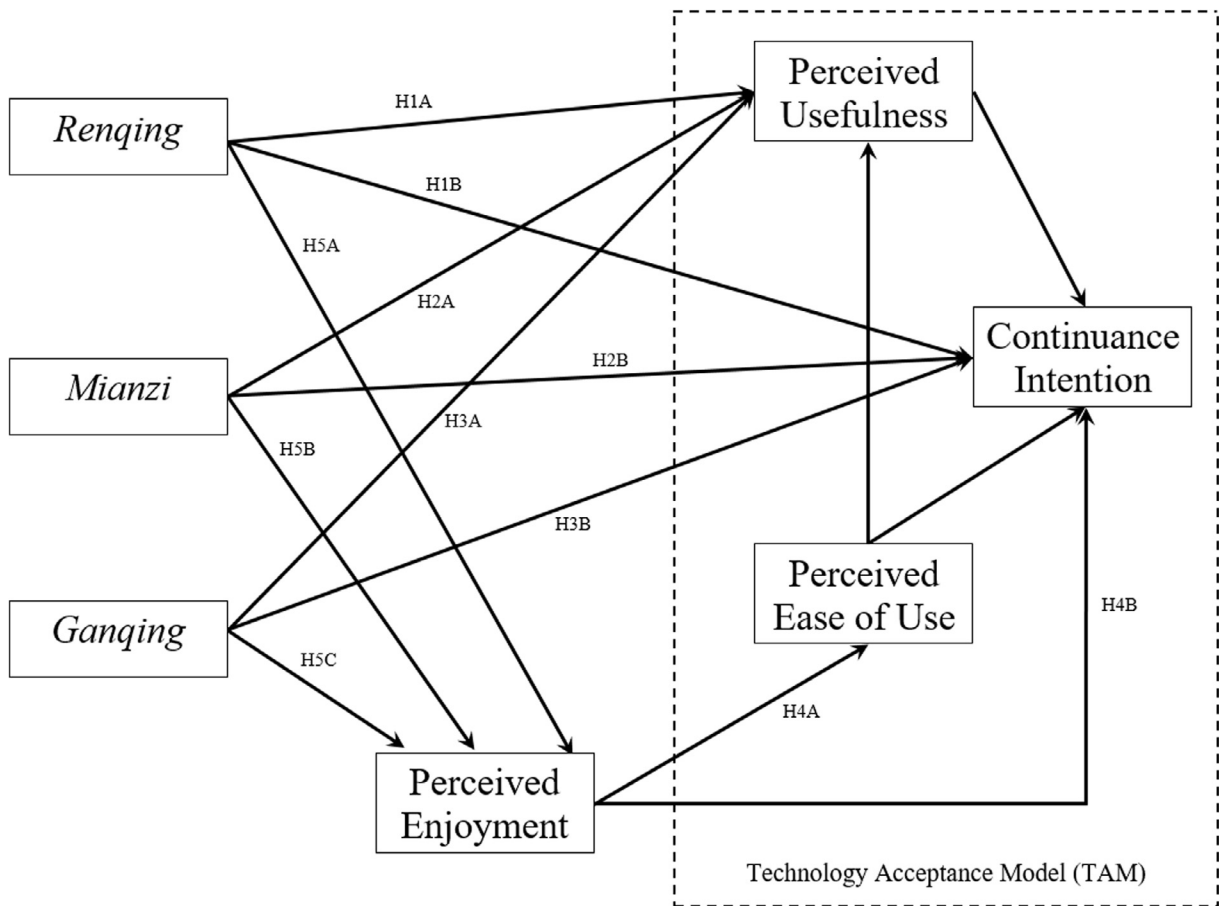 Perceived
Usefulness
Renqing
H1A
H1B
H5A
H2A
Continuance
Intention
Mianzi
H2B
H3A
H5B
H3B
Perceived
Ease of Use
Ganqing
H4B
H5C
H4A
Perceived
Enjoyment
Technology Acceptance Model (TAM)